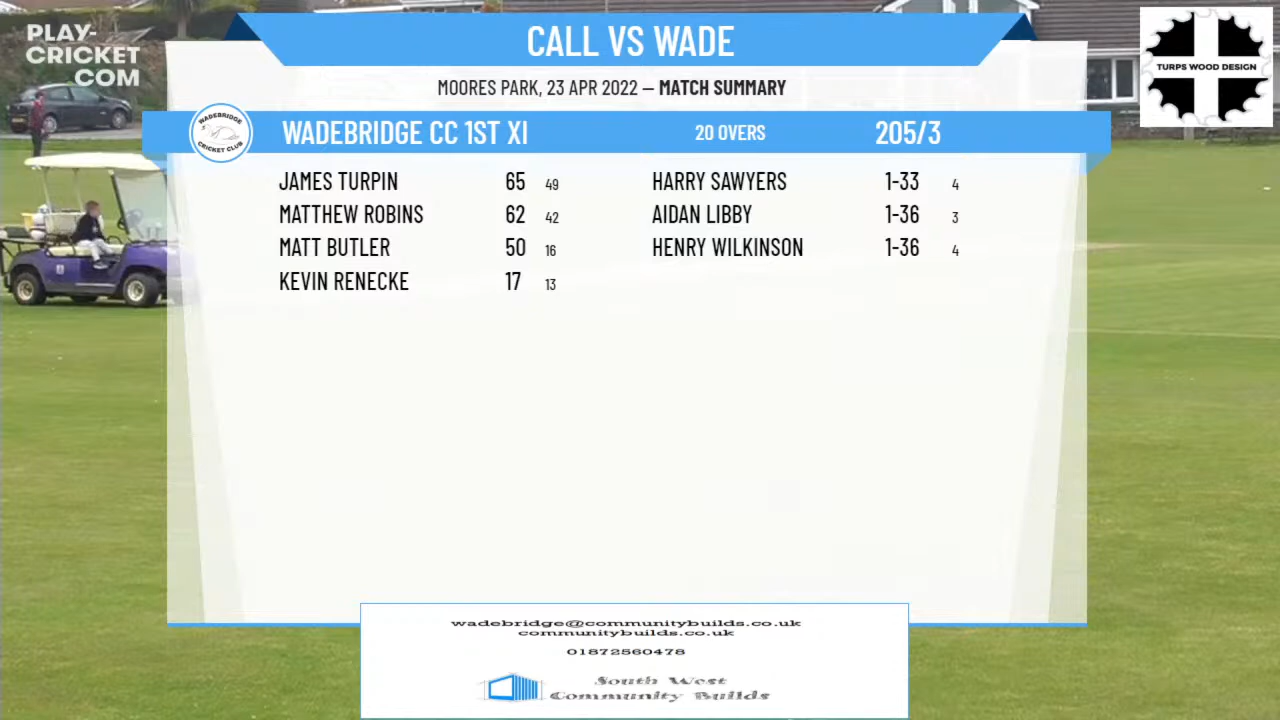 PLAY-
CRICKET
.COM
CALL VS WADE
TURPS WOOD DESIGN
MOORES PARK, 23 APR 2022 – MATCH SUMMARY
WADEBRIDGE
CRICKET CLUB
WADEBRIDGE CC 1ST XI 20 OVERS 205/3
JAMES TURPIN 65 49 HARRY SAWYERS 1-33 4
MATTHEW ROBINS 62 42 AIDAN LIBBY 1-36 3
MATT BUTLER 50 16 HENRY WILKINSON 1-36 4
KEVIN RENECKE 17 13
wadebridge@communitybuilds.co.uk
communitybuilds.co.uk
01872560478
South West
Community Builds